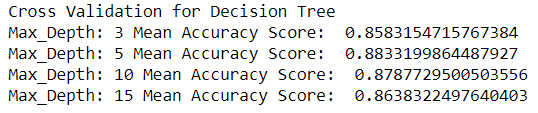 Cross Validation for Decision Tree
Max_Depth: 3 Mean Accuracy Score:  0.8583154715767384
Max_Depth: 5 Mean Accuracy Score:  0.8833199864487927
Max_Depth: 10 Mean Accuracy Score:  0.8787729500503556
Max_Depth: 15 Mean Accuracy Score:  0.8638322497640403